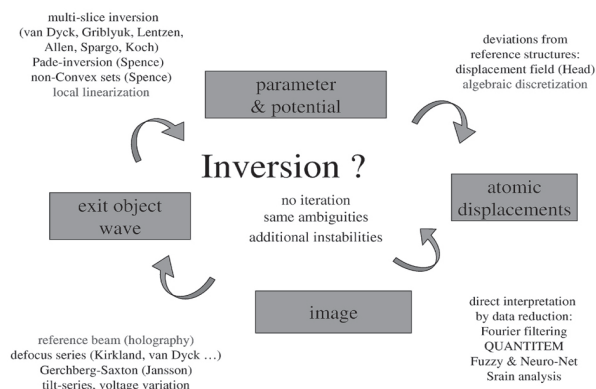 multi-slice inversion
(van Dyck, Griblyuk, Lentzen,
Allen, Spargo, Koch)
Pade-inversion (Spence)
non-Convex sets (Spence)
local linearization
deviations from
reference structures:
displacement field (Head)
algebraic discretization
parameter
& potential
Inversion ?
no iteration
same ambiguities
additional instabilities
exit object
wave
atomic
displacements
image
reference beam (holography)
defocus series (Kirkland, van Dyck ...)
Gerchberg-Saxton (Jansson)
tilt-series, voltage variation
direct interpretation
by data reduction:
Fourier filtering
QUANTITEM
Fuzzy & Neuro-Net
Srain analysis